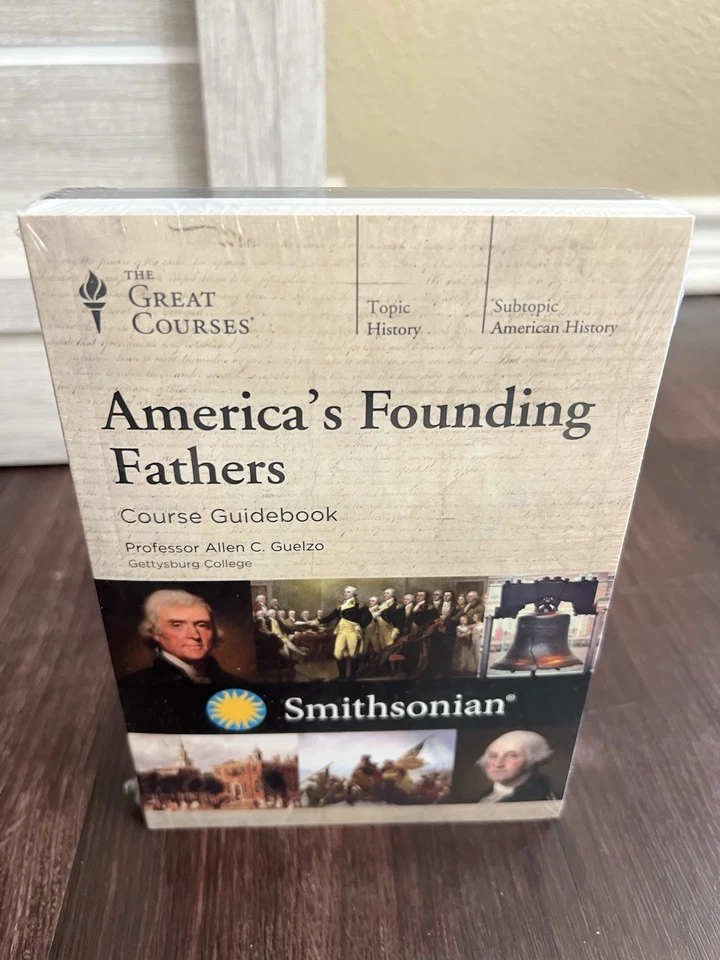 THE
GREAT
COURSES®
Topic
History
Subtopic
American History
America's Founding
Fathers
Course Guidebook
Professor Allen C. Guelzo
Gettysburg College
Smithsonian®